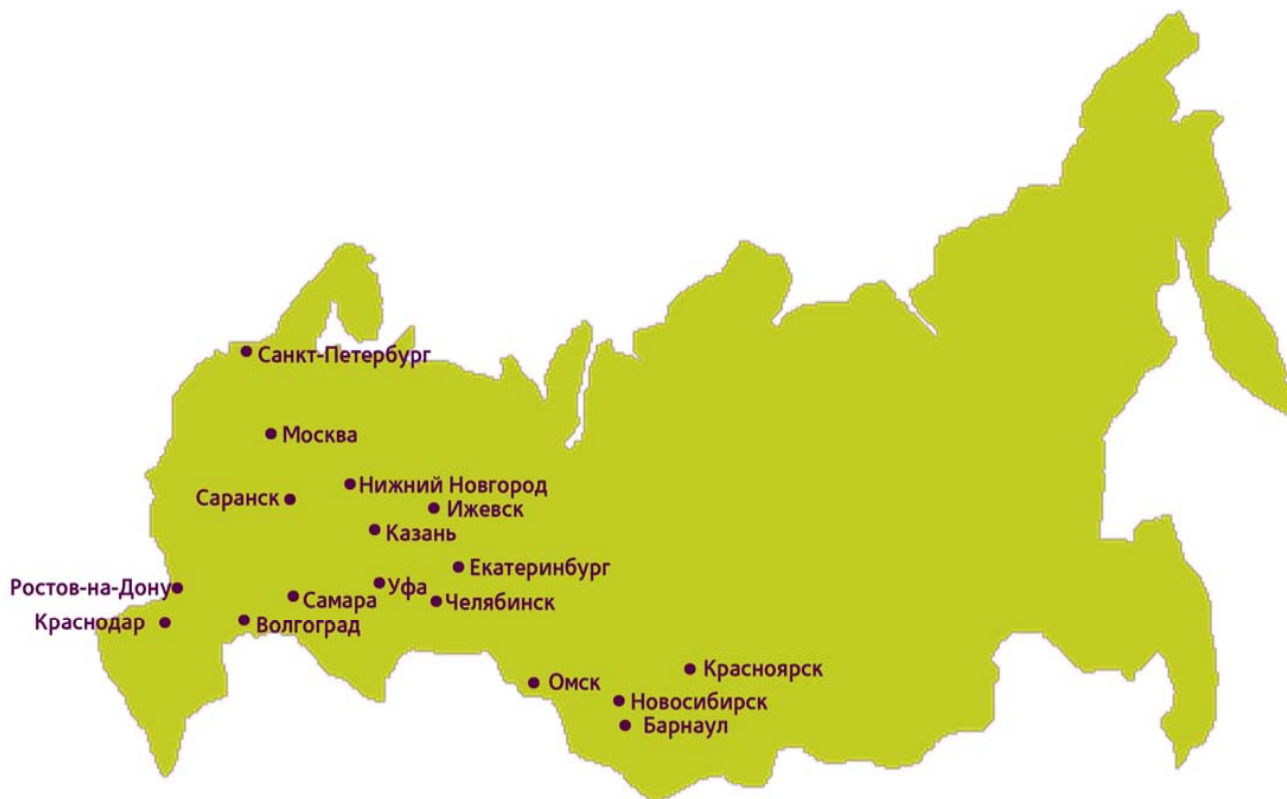 Санкт-Петербург
Москва
Нижний Новгород
Саранск
Ижевск
Казань
Екатеринбург
Ростов-на-Дону
Уфа
Самара
Челябинск
Краснодар
Волгоград
Красноярск
Омск
Новосибирск
Барнаул